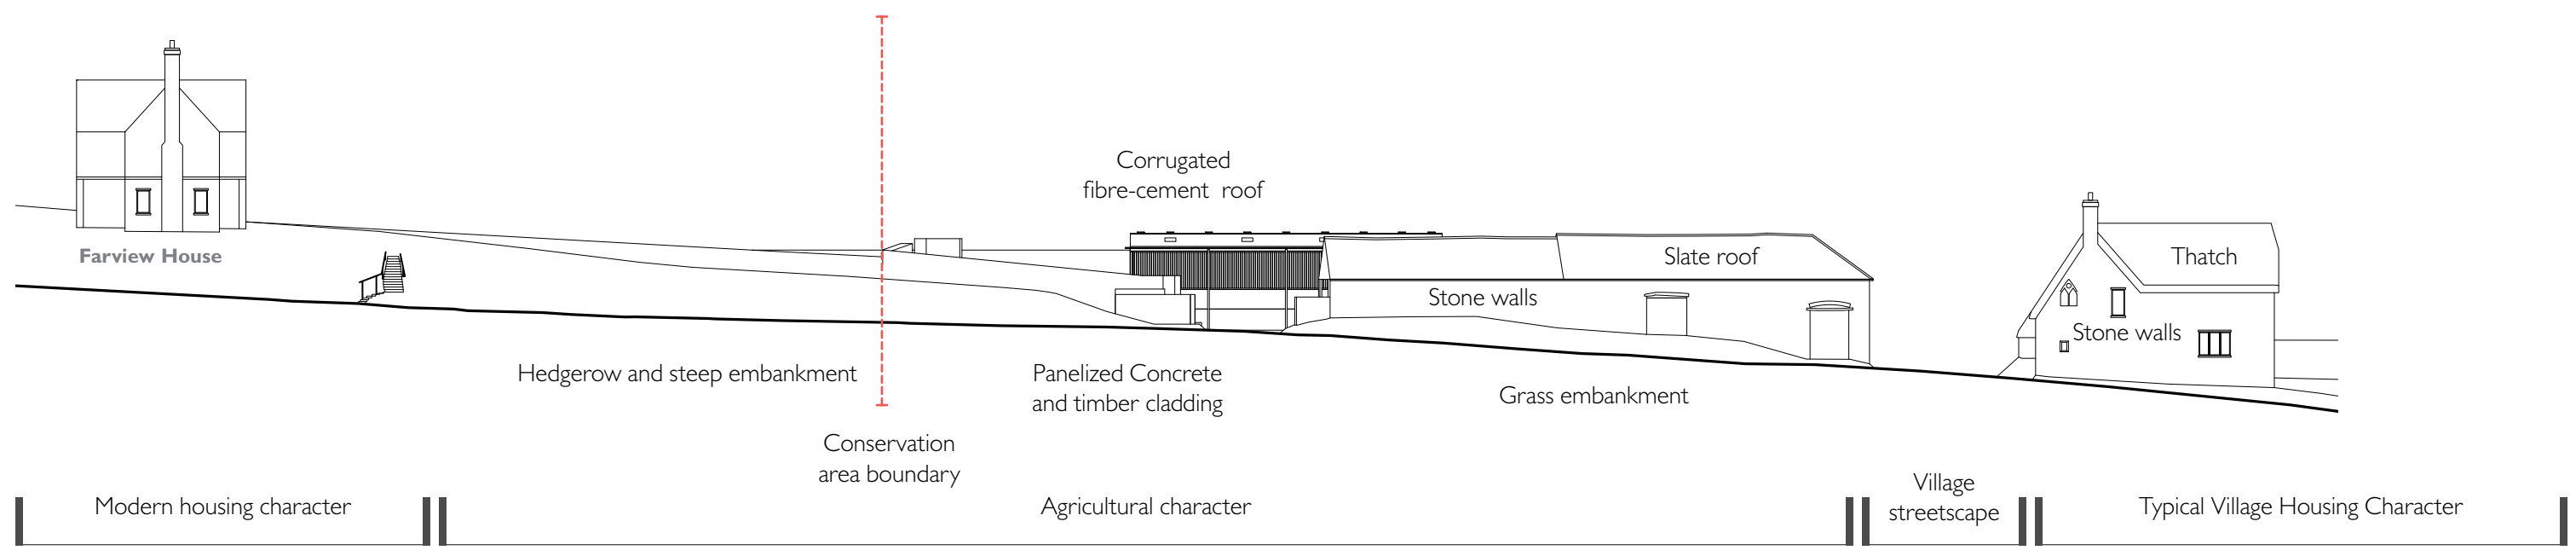 Corrugated
fibre-cement roof
Farview House
Slate roof
Thatch
Stone walls
Stone walls
Hedgerow and steep embankment
Panelized Concrete
and timber cladding
Grass embankment
Conservation
area boundary
Modern housing character
Agricultural character
Village
streetscape
Typical Village Housing Character